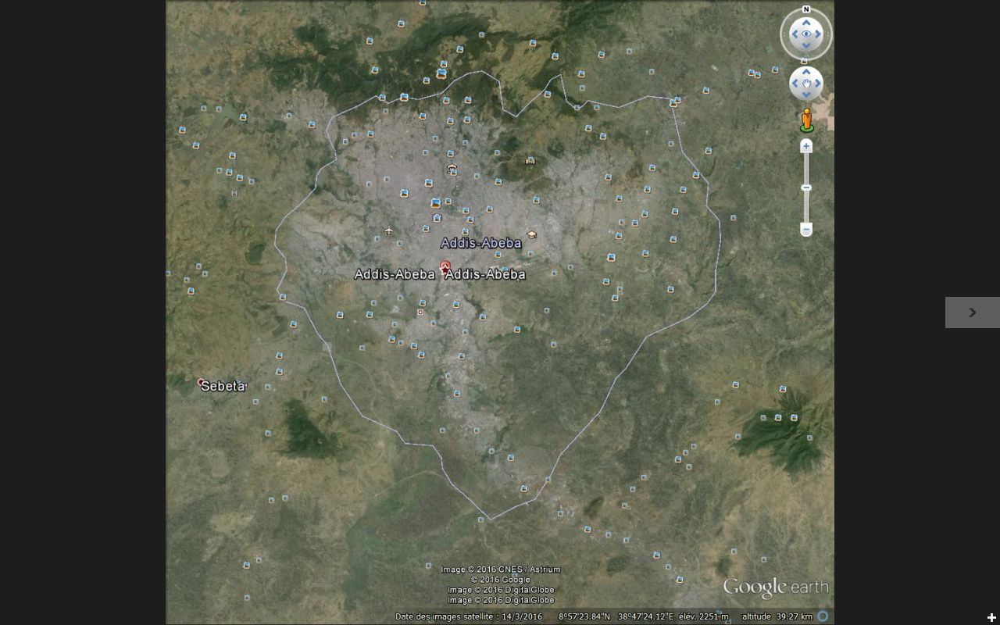 N
Addis-Abeba
Addis-Abeba Addis-Abeba
Sebeta
Image © 2016 CNES / Astrium
© 2016 Google
Image © 2016 DigitalGlobe
Image © 2016 DigitalGlobe
Google earth
Date des images satellite : 14/3/2016 8°57'23.84"N 38°47'24.12"E élév. 2251 m altitude 39.27 km